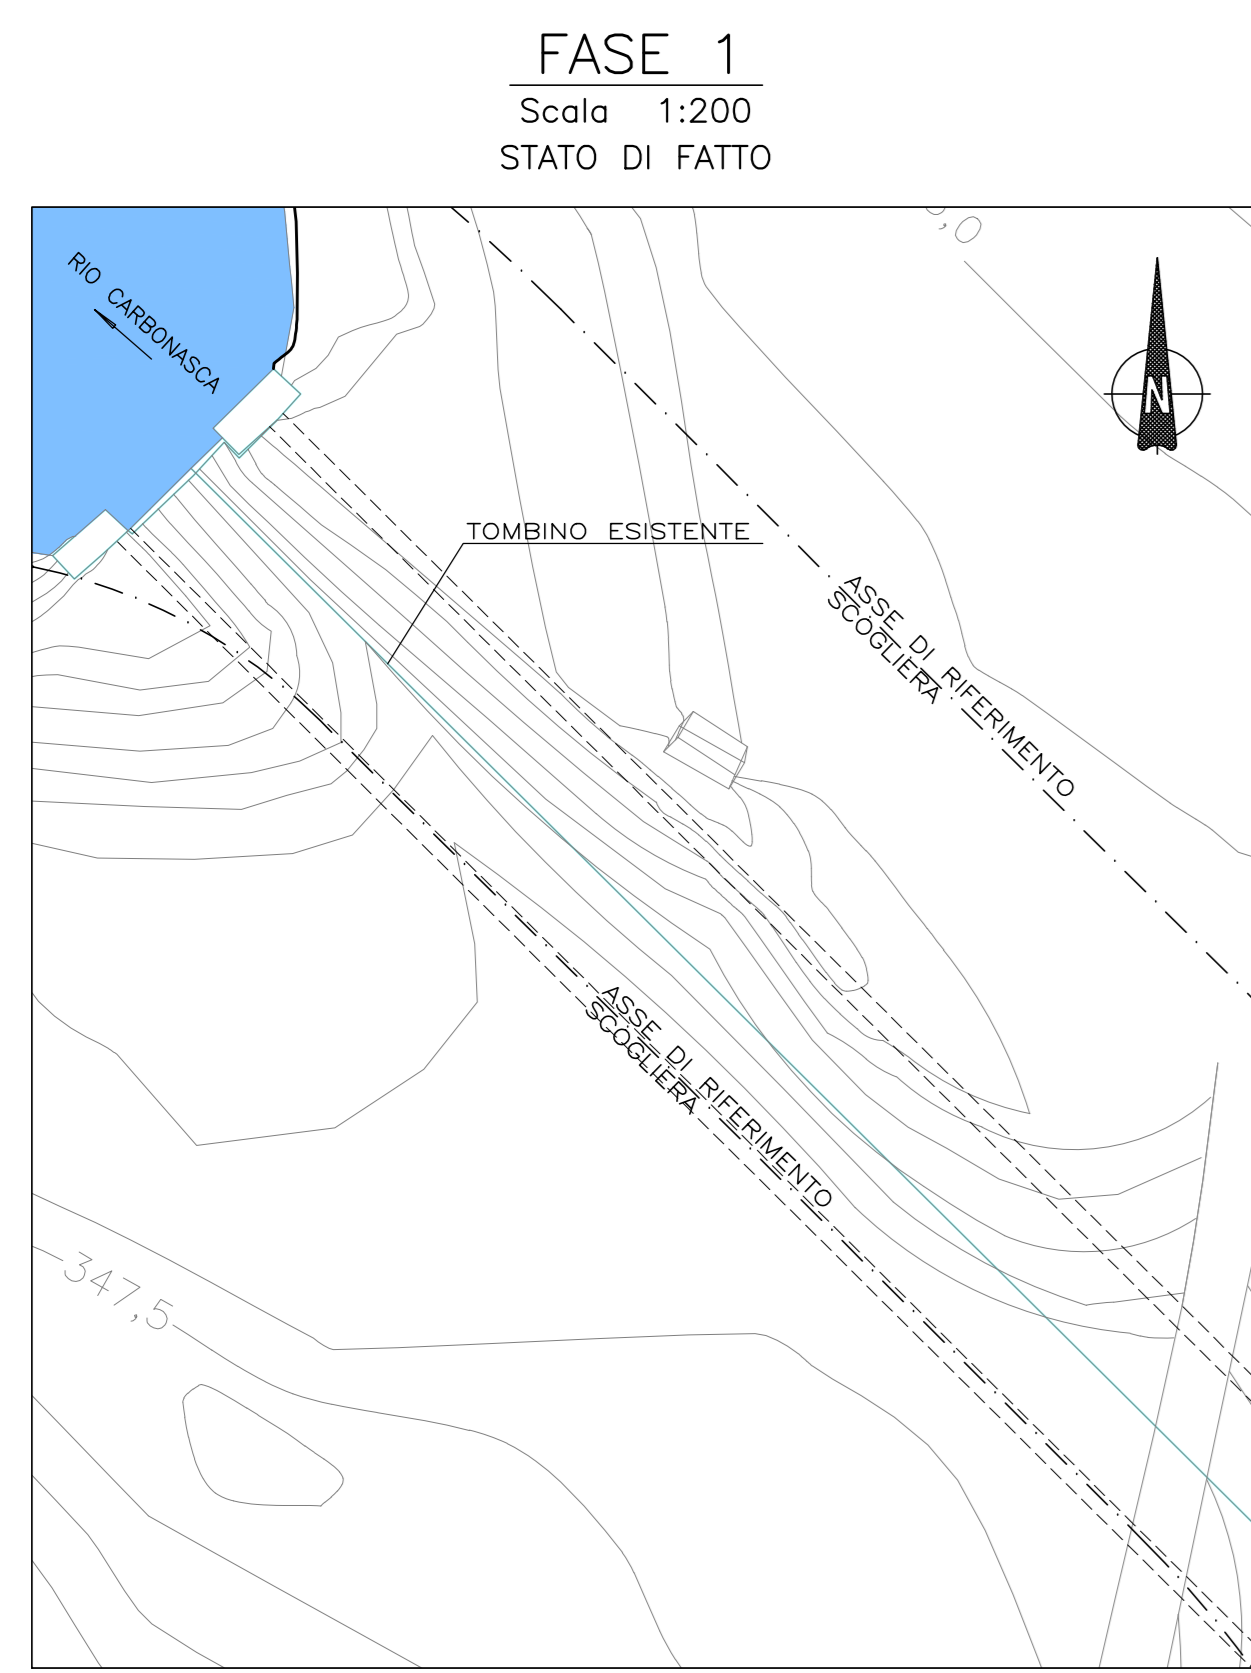 FASE 1
Scala 1:200
STATO DI FATTO
,0
RIO CARBONASCA
N
TOMBINO ESISTENTE
ASSE DI RIFERIMENTO
SCOGLIERA
ASSE DI RIFERIMENTO
SCOGLIERA
347,5